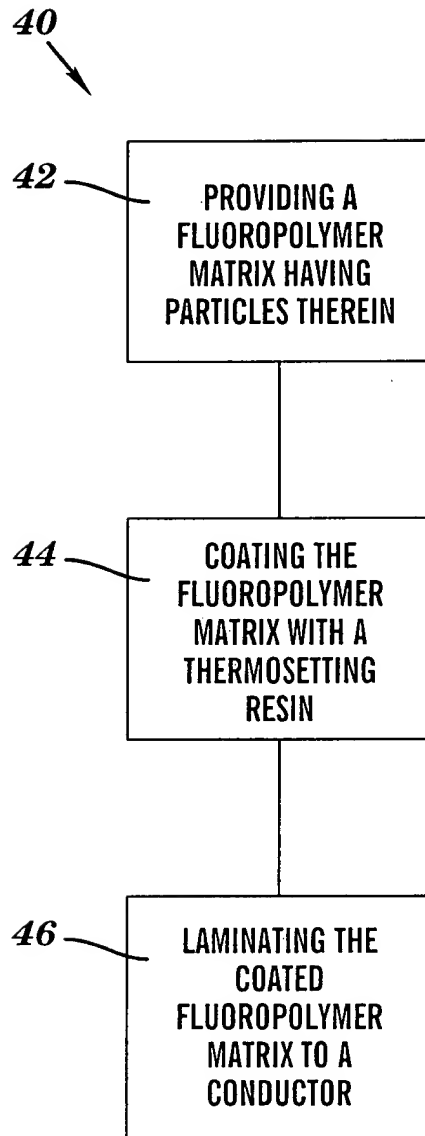 40
42
PROVIDING A
FLUOROPOLYMER
MATRIX HAVING
PARTICLES THEREIN
44
COATING THE
FLUOROPOLYMER
MATRIX WITH A
THERMOSETTING
RESIN
46
LAMINATING THE
COATED
FLUOROPOLYMER
MATRIX TO A
CONDUCTOR